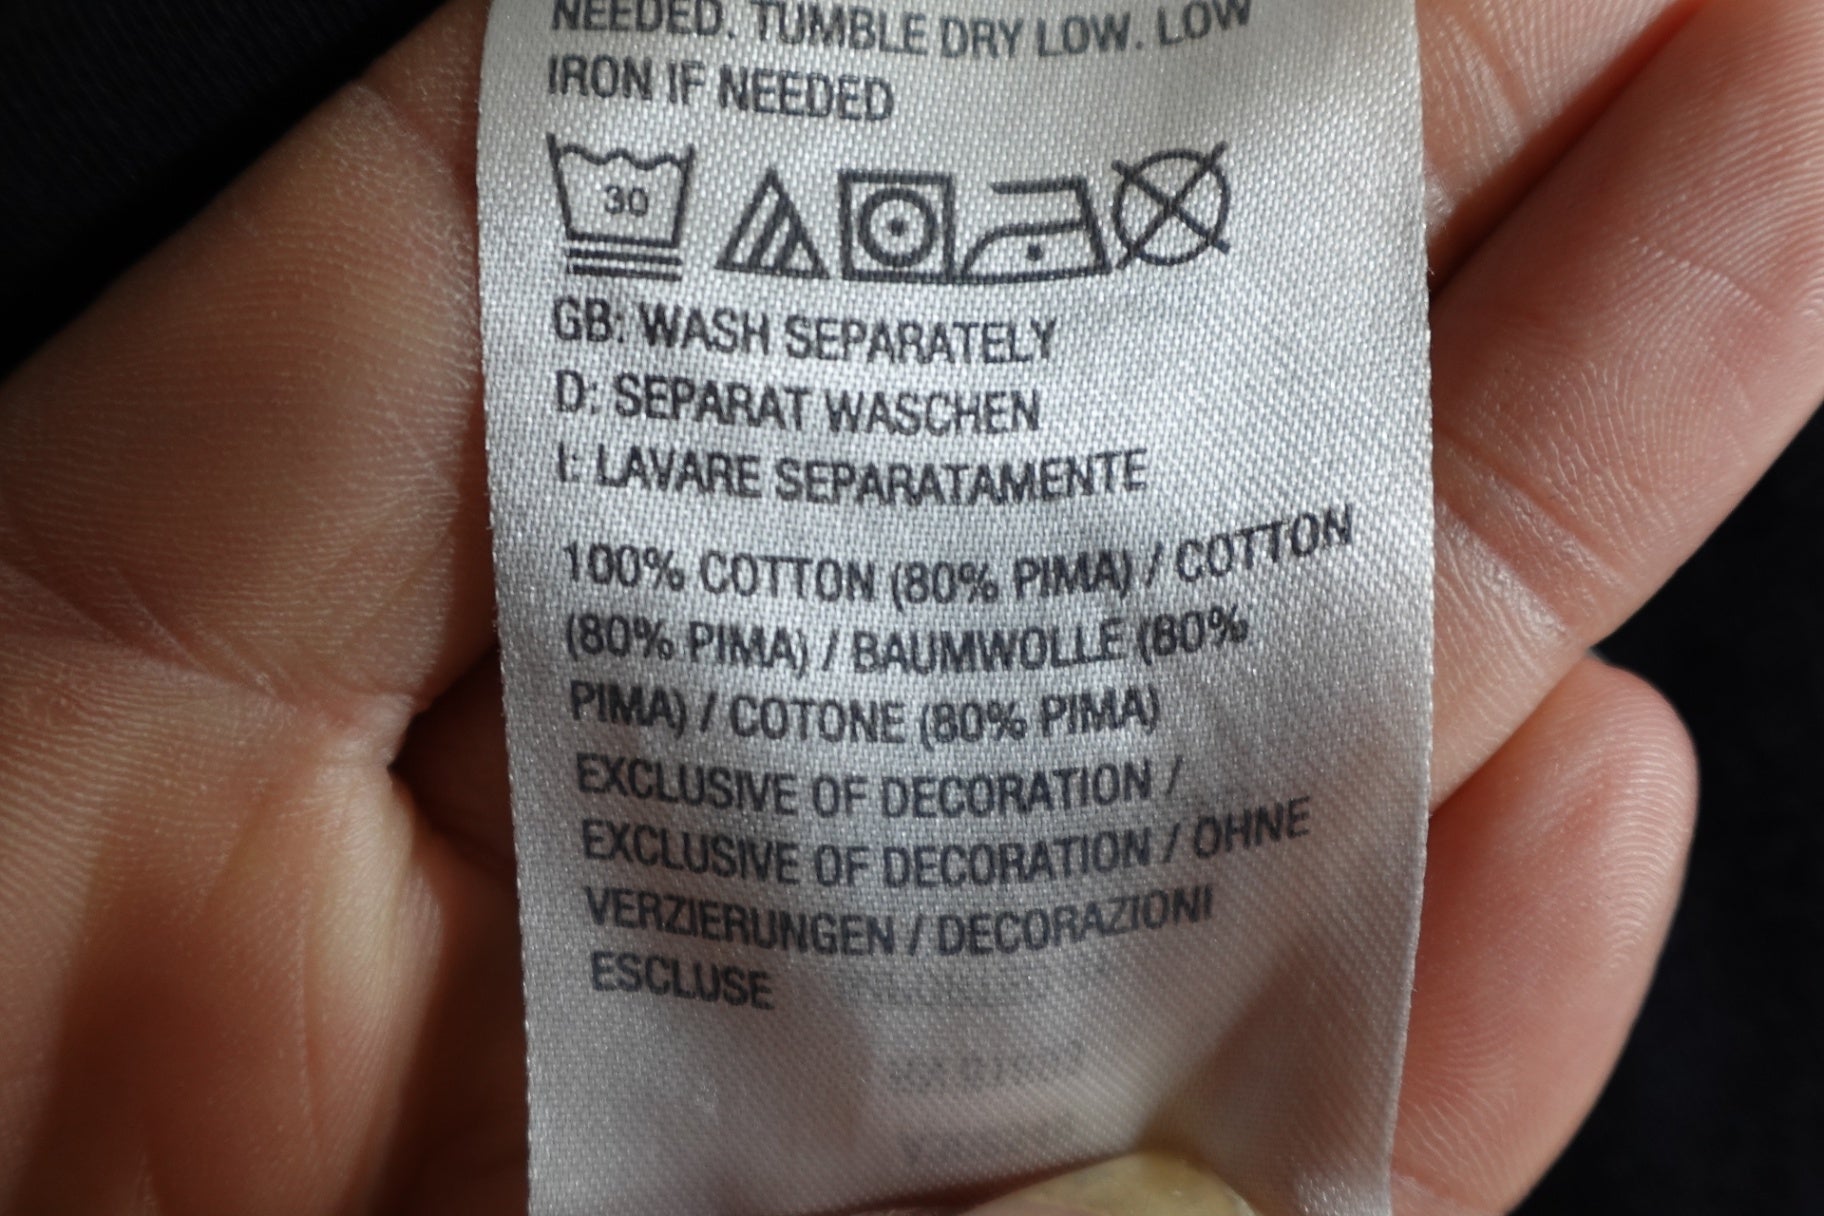 NEEDED. TUMBLE DRY LOW. LOW
IRON IF NEEDED
30
GB: WASH SEPARATELY
D: SEPARAT WASCHEN
I: LAVARE SEPARATAMENTE
100% COTTON (80% PIMA) / COTTON
(80% PIMA) / BAUMWOLLE (80%
PIMA) / COTONE (80% PIMA)
EXCLUSIVE OF DECORATION /
EXCLUSIVE OF DECORATION / OHNE
VERZIERUNGEN / DECORAZIONI
ESCLUSE